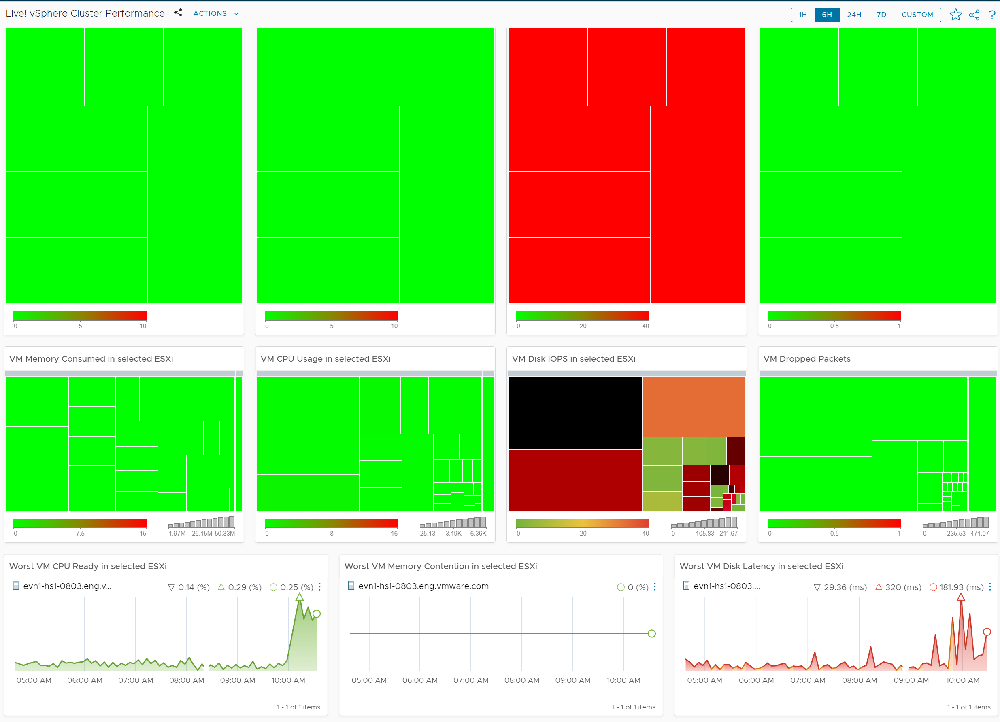 Live! vSphere Cluster Performance ACTIONS 1H 6H 24H 7D CUSTOM ?
0 5 10
0 5 10
0 20 40
0 0.5 1
VM Memory Consumed in selected ESXi
0 7.5 15 1.97M 26.15M 50.33M
VM CPU Usage in selected ESXi
0 8 16 25.13 3.19K 6.36K
VM Disk IOPS in selected ESXi
0 20 40 0 105.83 211.67
VM Dropped Packets
0 0.5 1 0 235.53 471.07
Worst VM CPU Ready in selected ESXi
evn1-hs1-0803.eng.v... 0.14 (%) 0.29 (%) 0.25 (%)
05:00 AM 06:00 AM 07:00 AM 08:00 AM 09:00 AM 10:00 AM
1 - 1 of 1 items
Worst VM Memory Contention in selected ESXi
evn1-hs1-0803.eng.vmware.com 0 (%)
05:00 AM 06:00 AM 07:00 AM 08:00 AM 09:00 AM 10:00 AM
1 - 1 of 1 items
Worst VM Disk Latency in selected ESXi
evn1-hs1-0803.... 29.36 (ms) 320 (ms) 181.93 (ms)
05:00 AM 06:00 AM 07:00 AM 08:00 AM 09:00 AM 10:00 AM
1 - 1 of 1 items